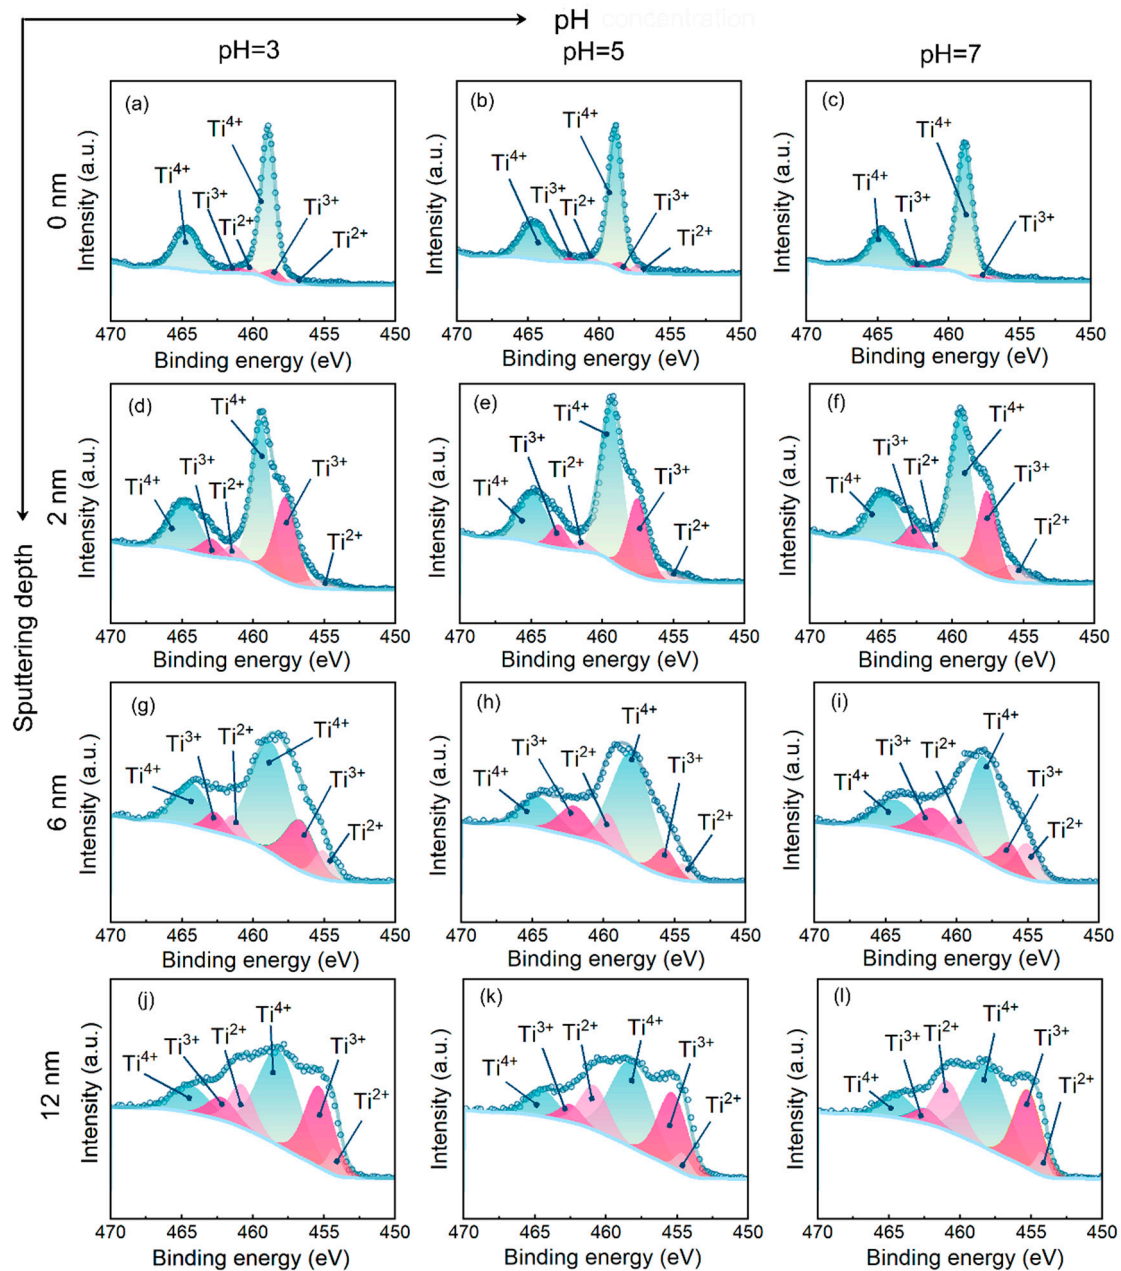 pH concentration
pH=3 pH=5 pH=7
Sputtering depth
0 nm
(a)
Ti4+
Ti4+
Ti3+
Ti2+
Ti3+
Ti2+
Intensity (a.u.)
470 465 460 455 450
Binding energy (eV)
(b)
Ti4+
Ti4+
Ti3+
Ti2+
Ti3+
Ti2+
Intensity (a.u.)
470 465 460 455 450
Binding energy (eV)
(c)
Ti4+
Ti4+
Ti3+
Ti3+
Intensity (a.u.)
470 465 460 455 450
Binding energy (eV)
2 nm
(d)
Ti4+
Ti4+
Ti3+
Ti2+
Ti3+
Ti2+
Intensity (a.u.)
470 465 460 455 450
Binding energy (eV)
(e)
Ti4+
Ti4+
Ti3+
Ti2+
Ti3+
Ti2+
Intensity (a.u.)
470 465 460 455 450
Binding energy (eV)
(f)
Ti4+
Ti4+
Ti3+
Ti2+
Ti3+
Ti2+
Intensity (a.u.)
470 465 460 455 450
Binding energy (eV)
6 nm
(g)
Ti4+
Ti3+
Ti2+
Ti4+
Ti3+
Ti2+
Intensity (a.u.)
470 465 460 455 450
Binding energy (eV)
(h)
Ti4+
Ti3+
Ti2+
Ti4+
Ti3+
Ti2+
Intensity (a.u.)
470 465 460 455 450
Binding energy (eV)
(i)
Ti4+
Ti3+
Ti2+
Ti4+
Ti3+
Ti2+
Intensity (a.u.)
470 465 460 455 450
Binding energy (eV)
12 nm
(j)
Ti4+
Ti3+
Ti2+
Ti4+
Ti3+
Ti2+
Intensity (a.u.)
470 465 460 455 450
Binding energy (eV)
(k)
Ti4+
Ti3+
Ti2+
Ti4+
Ti3+
Ti2+
Intensity (a.u.)
470 465 460 455 450
Binding energy (eV)
(l)
Ti4+
Ti3+
Ti2+
Ti4+
Ti3+
Ti2+
Intensity (a.u.)
470 465 460 455 450
Binding energy (eV)